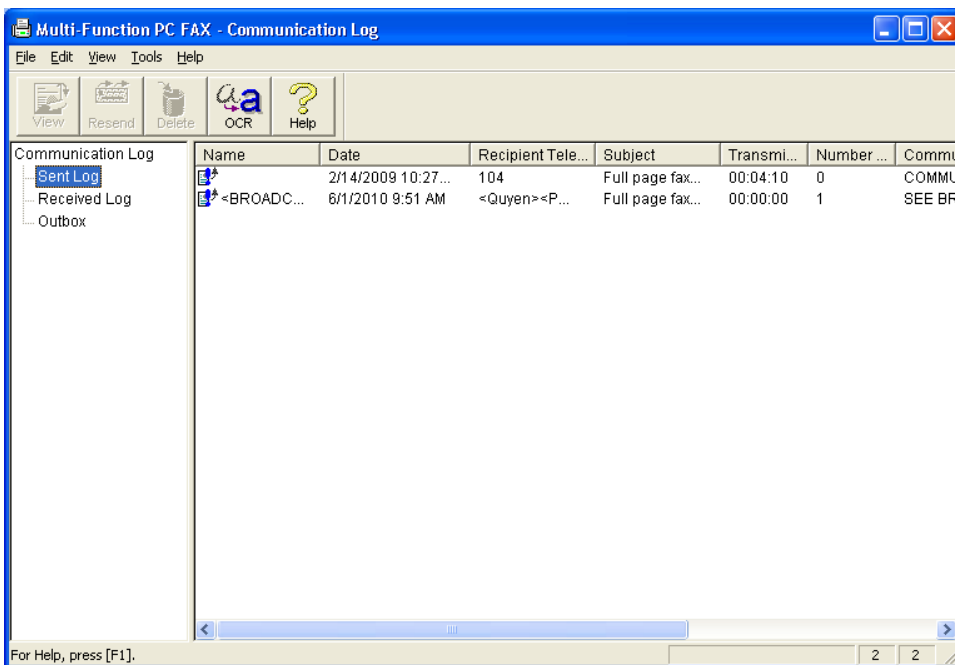 Multi-Function PC FAX - Communication Log
File Edit View Tools Help
View Resend Delete OCR Help
Communication Log
Sent Log
Received Log
Outbox
Name Date Recipient Tele... Subject Transmi... Number ... Commu
2/14/2009 10:27... 104 Full page fax... 00:04:10 0 COMMU
<BROADC... 6/1/2010 9:51 AM <Quyen><P... Full page fax... 00:00:00 1 SEE BR
For Help, press [F1]. 2 2